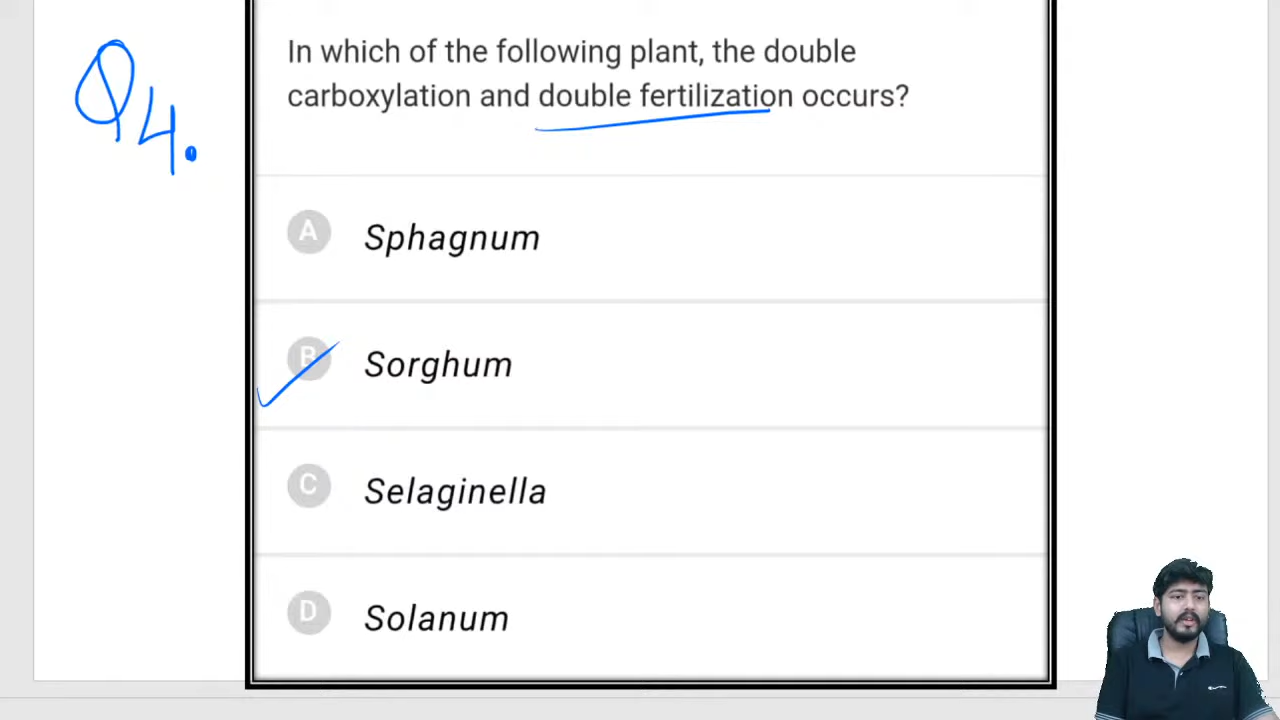 Q4.
In which of the following plant, the double
carboxylation and double fertilization occurs?
A Sphagnum
B Sorghum
C Selaginella
D Solanum